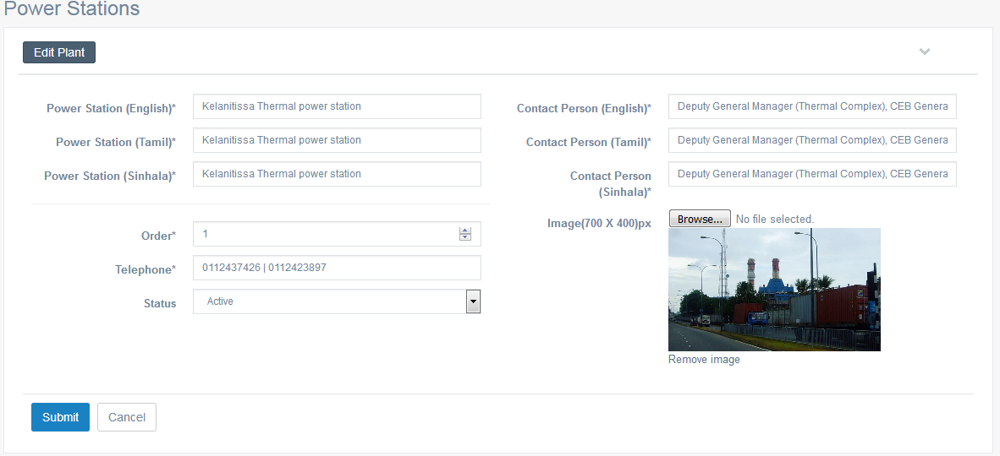 Power Stations
Edit Plant
Power Station (English)*
Kelanitissa Thermal power station
Power Station (Tamil)*
Kelanitissa Thermal power station
Power Station (Sinhala)*
Kelanitissa Thermal power station
Order*
1
Telephone*
0112437426 | 0112423897
Status
Active
Contact Person (English)*
Deputy General Manager (Thermal Complex), CEB Genera
Contact Person (Tamil)*
Deputy General Manager (Thermal Complex), CEB Genera
Contact Person
(Sinhala)*
Deputy General Manager (Thermal Complex), CEB Genera
Image(700 X 400)px
Browse... No file selected.
Remove image
Submit
Cancel